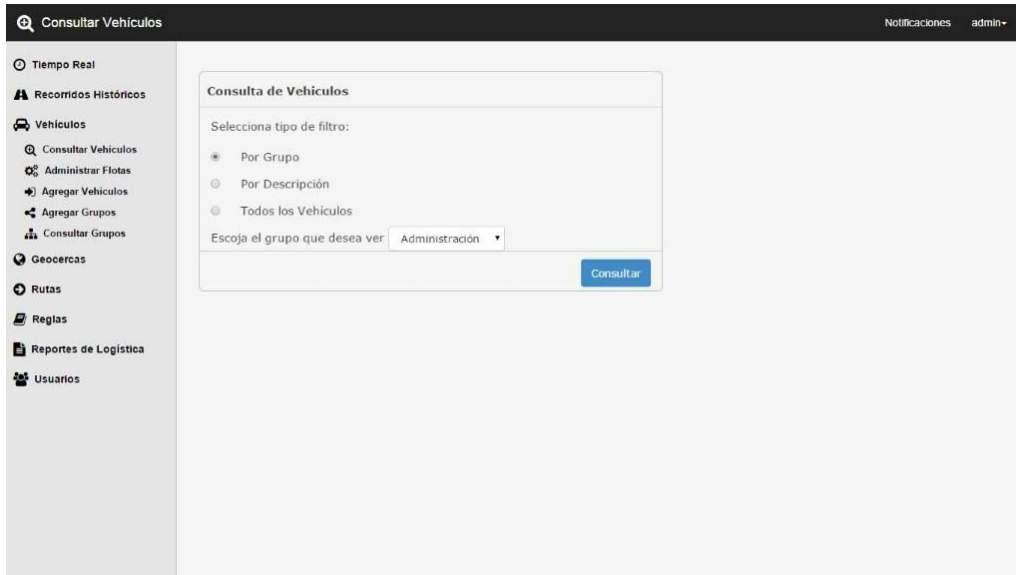 Consultar Vehículos
Notificaciones admin
Tiempo Real
Recorridos Históricos
Vehículos
Consultar Vehículos
Administrar Flotas
Agregar Vehículos
Agregar Grupos
Consultar Grupos
Geocercas
Rutas
Reglas
Reportes de Logística
Usuarios
Consulta de Vehiculos
Selecciona tipo de filtro:
Por Grupo
Por Descripción
Todos los Vehículos
Escoja el grupo que desea ver Administración
Consultar